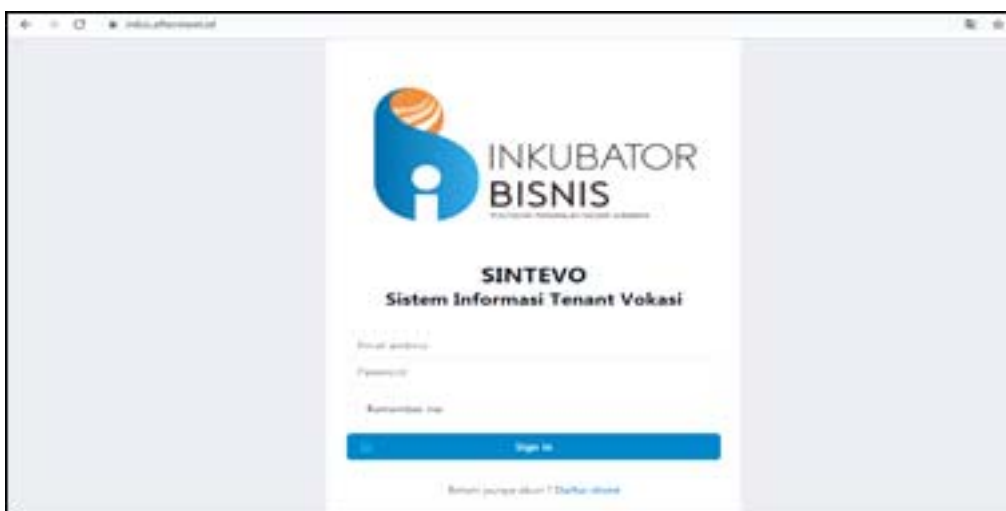 INKUBATOR
BISNIS
SINTEVO
Sistem Informasi Tenant Vokasi
Email address
Password
Remember me
Sign in
Belum punya akun ? Daftar disini